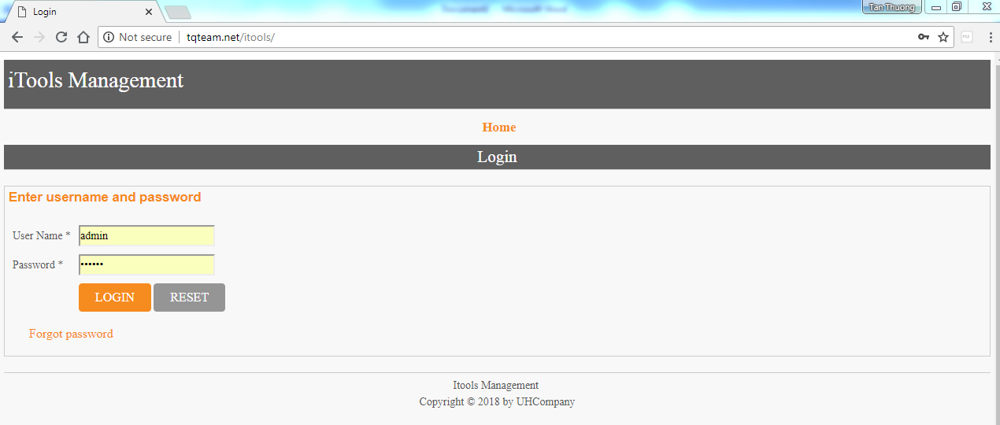 Login
Tan Thuong
Not secure tqteam.net/itools/
iTools Management
Home
Login
Enter username and password
User Name * admin
Password * ••••••
LOGIN RESET
Forgot password
Itools Management
Copyright © 2018 by UHCompany